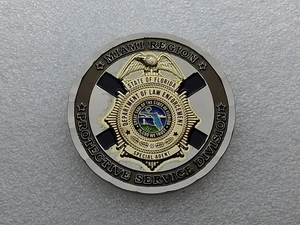 MIAMI REGION
STATE OF FLORIDA
DEPARTMENT OF LAW ENFORCEMENT
SPECIAL AGENT
PROTECTIVE SERVICE DIVISION